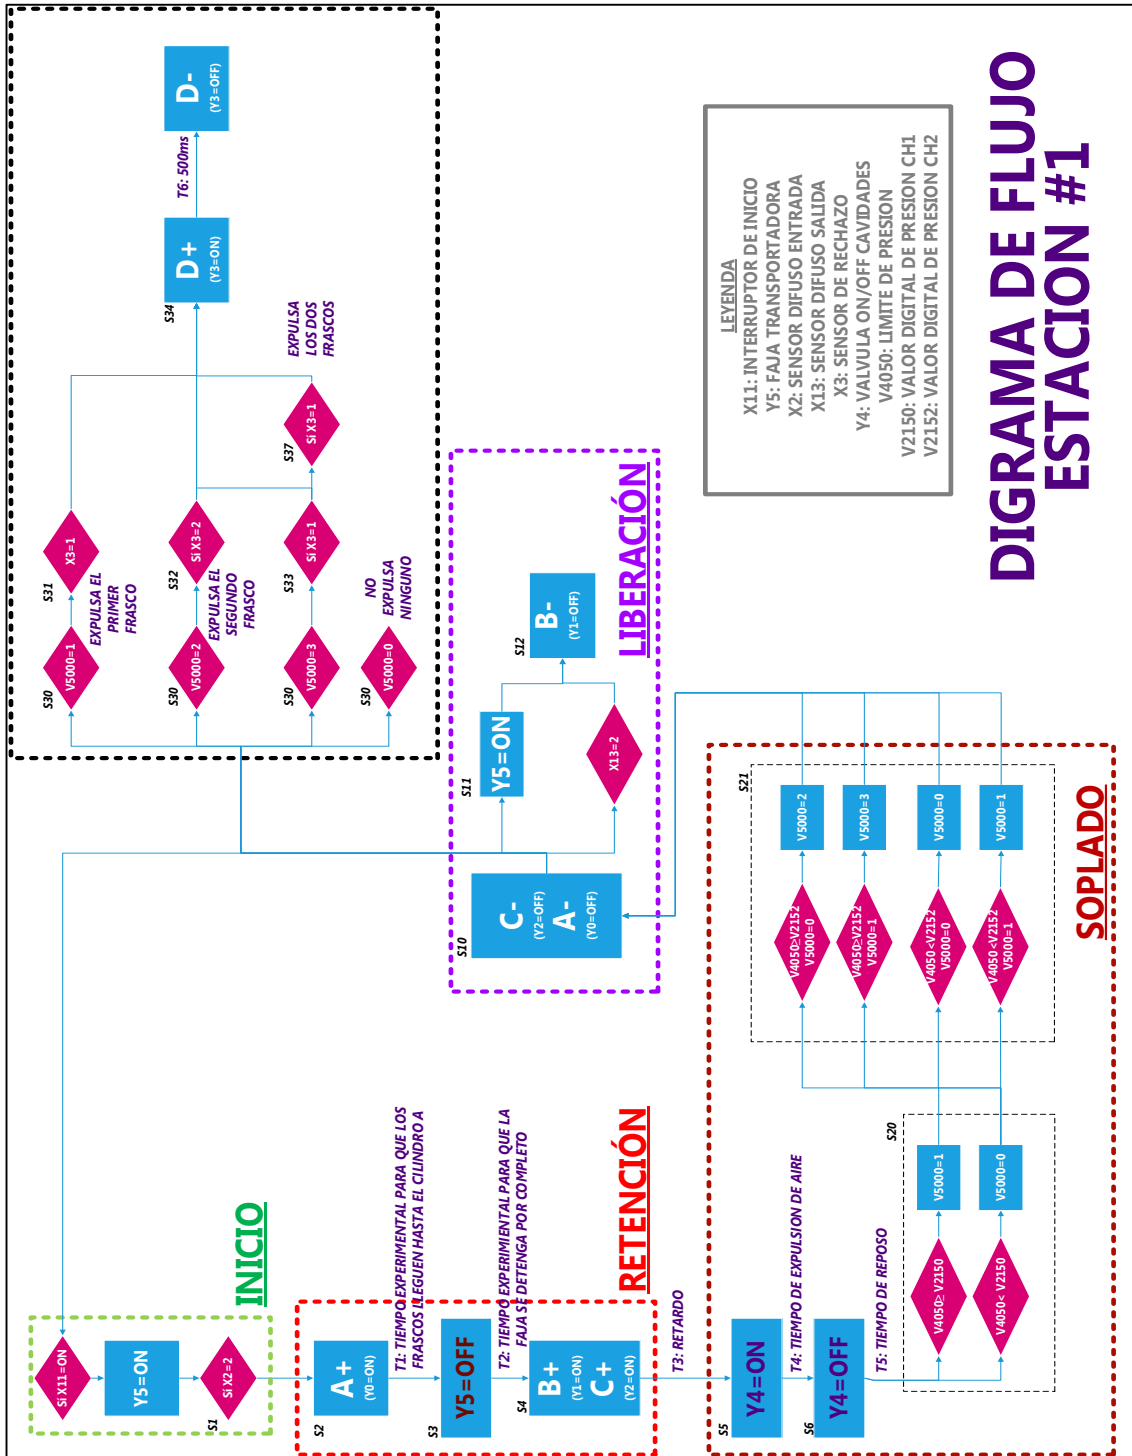 DIGRAMA DE FLUJO
ESTACION #1
INICIO
Si X11=ON
Y5=ON
S1
Si X2=2
RETENCIÓN
S2
A+
(Y0=ON)
T1: TIEMPO EXPERIMENTAL PARA QUE LOS
FRASCOS LLEGUEN HASTA EL CILINDRO A
S3
Y5=OFF
T2: TIEMPO EXPERIMIENTAL PARA QUE LA
FAJA SE DETENGA POR COMPLETO
S4
B+
(Y1=ON)
C+
(Y2=ON)
T3: RETARDO
SOPLADO
S5
Y4=ON
T4: TIEMPO DE EXPULSION DE AIRE
S6
Y4=OFF
T5: TIEMPO DE REPOSO
S20
V4050≥ V2150
V5000=1
V4050< V2150
V5000=0
S21
V4050≥V2152
V5000=0
V5000=2
V4050≥V2152
V5000=1
V5000=3
V4050<V2152
V5000=0
V5000=0
V4050<V2152
V5000=1
V5000=1
LIBERACIÓN
S10
C-
(Y2=OFF)
A-
(Y0=OFF)
S11
Y5=ON
X13=2
S12
B-
(Y1=OFF)
S30
V5000=1
S31
X3=1
EXPULSA EL
PRIMER
FRASCO
S30
V5000=2
S32
Si X3=2
EXPULSA EL
SEGUNDO
FRASCO
S30
V5000=3
S33
Si X3=1
S37
Si X3=1
EXPULSA
LOS DOS
FRASCOS
S30
V5000=0
NO
EXPULSA
NINGUNO
S34
D+
(Y3=ON)
T6: 500ms
D-
(Y3=OFF)
LEYENDA
X11: INTERRUPTOR DE INICIO
Y5: FAJA TRANSPORTADORA
X2: SENSOR DIFUSO ENTRADA
X13: SENSOR DIFUSO SALIDA
X3: SENSOR DE RECHAZO
Y4: VALVULA ON/OFF CAVIDADES
V4050: LIMITE DE PRESION
V2150: VALOR DIGITAL DE PRESION CH1
V2152: VALOR DIGITAL DE PRESION CH2